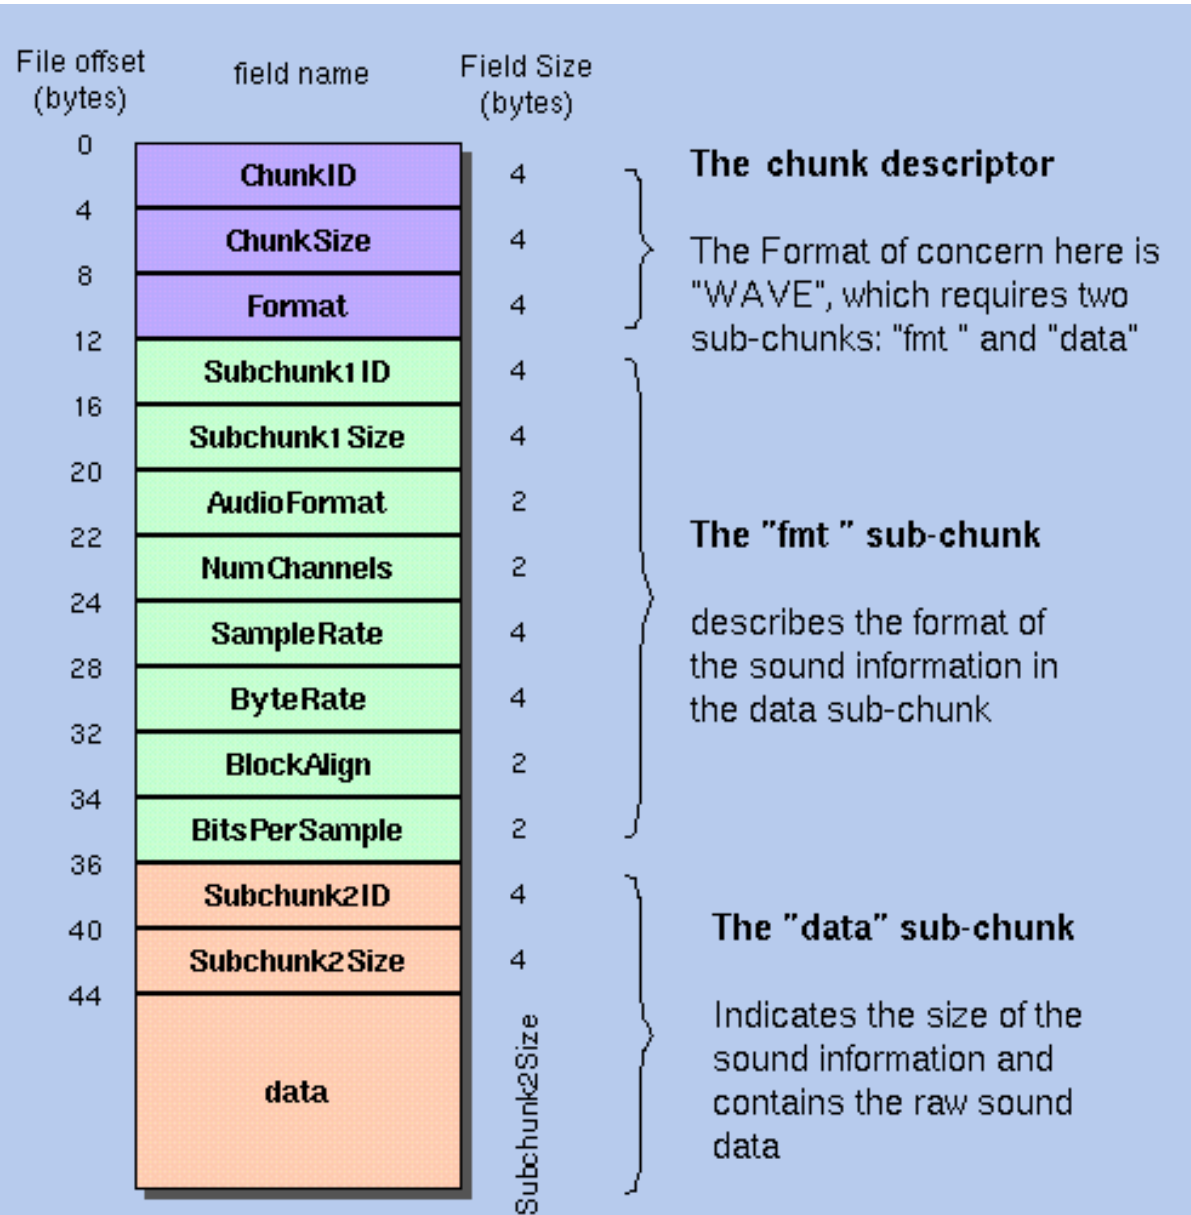 File offset
(bytes)
field name
Field Size
(bytes)
0
ChunkID
4
4
ChunkSize
4
8
Format
4
12
Subchunk1ID
4
16
Subchunk1Size
4
20
AudioFormat
2
22
NumChannels
2
24
SampleRate
4
28
ByteRate
4
32
BlockAlign
2
34
BitsPerSample
2
36
Subchunk2ID
4
40
Subchunk2Size
4
44
data
Subchunk2Size
The chunk descriptor
The Format of concern here is
"WAVE", which requires two
sub-chunks: "fmt " and "data"
The "fmt " sub-chunk
describes the format of
the sound information in
the data sub-chunk
The "data" sub-chunk
Indicates the size of the
sound information and
contains the raw sound
data